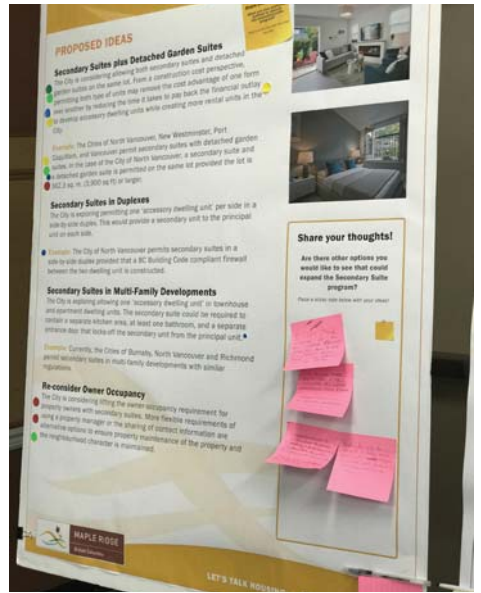 PROPOSED IDEAS
Secondary Suites plus Detached Garden Suites
The City is considering allowing both secondary suites and detached
garden suites on the same lot. From a construction cost perspective,
permitting both type of units may remove the cost advantage of one form
over another by reducing the time it takes to pay back the financial outlay
to develop accessory dwelling units while creating more rental units in the
City.
Example: The Cities of North Vancouver, New Westminster, Port
Coquitlam, and Vancouver permit secondary suites with detached garden
suites. In the case of the City of North Vancouver, a secondary suite and
a detached garden suite is permitted on the same lot provided the lot is
362.3 sq. m. (3,900 sq ft) or larger.
Secondary Suites in Duplexes
The City is exploring permitting one 'accessory dwelling unit' per side in a
side-by-side duplex. This would provide a secondary unit to the principal
unit on each side.
Example: The City of North Vancouver permits secondary suites in a
side-by-side duplex provided that a BC Building Code compliant firewall
between the two dwelling unit is constructed.
Secondary Suites in Multi-Family Developments
The City is exploring allowing one 'accessory dwelling unit' or townhouse
and apartment dwelling units. The secondary suite could be required to
contain a separate kitchen area, at least one bathroom, and a separate
entrance door that locks-off the secondary unit from the principal unit.
Example: Currently, the Cities of Burnaby, North Vancouver and Richmond
permit secondary suites in multi-family developments with similar
regulations.
Re-consider Owner Occupancy
The City is considering lifting the owner-occupancy requirement for
property owners with secondary suites. More flexible requirements of
using a property manager or the sharing of contact information are
alternative options to ensure property maintenance of the property and
the neighbourhood character is maintained.
Share your thoughts!
Are there other options you
would like to see that could
expand the Secondary Suite
program?
Place a sticky note below with your ideas!
MAPLE RIDGE
British Columbia
LET'S TALK HOUSING